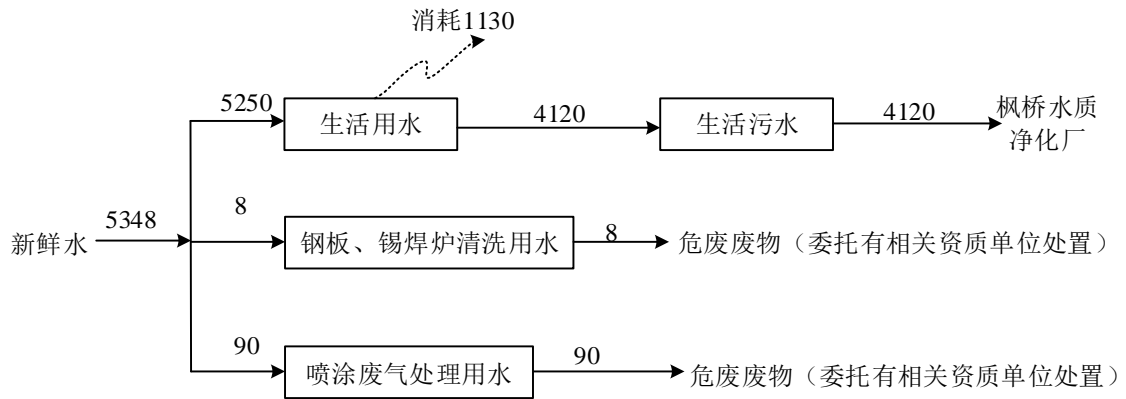 消耗1130
5250
生活用水
4120
生活污水
4120
枫桥水质
净化厂
新鲜水
5348
8
钢板、锡焊炉清洗用水
8
危废废物（委托有相关资质单位处置）
90
喷涂废气处理用水
90
危废废物（委托有相关资质单位处置）